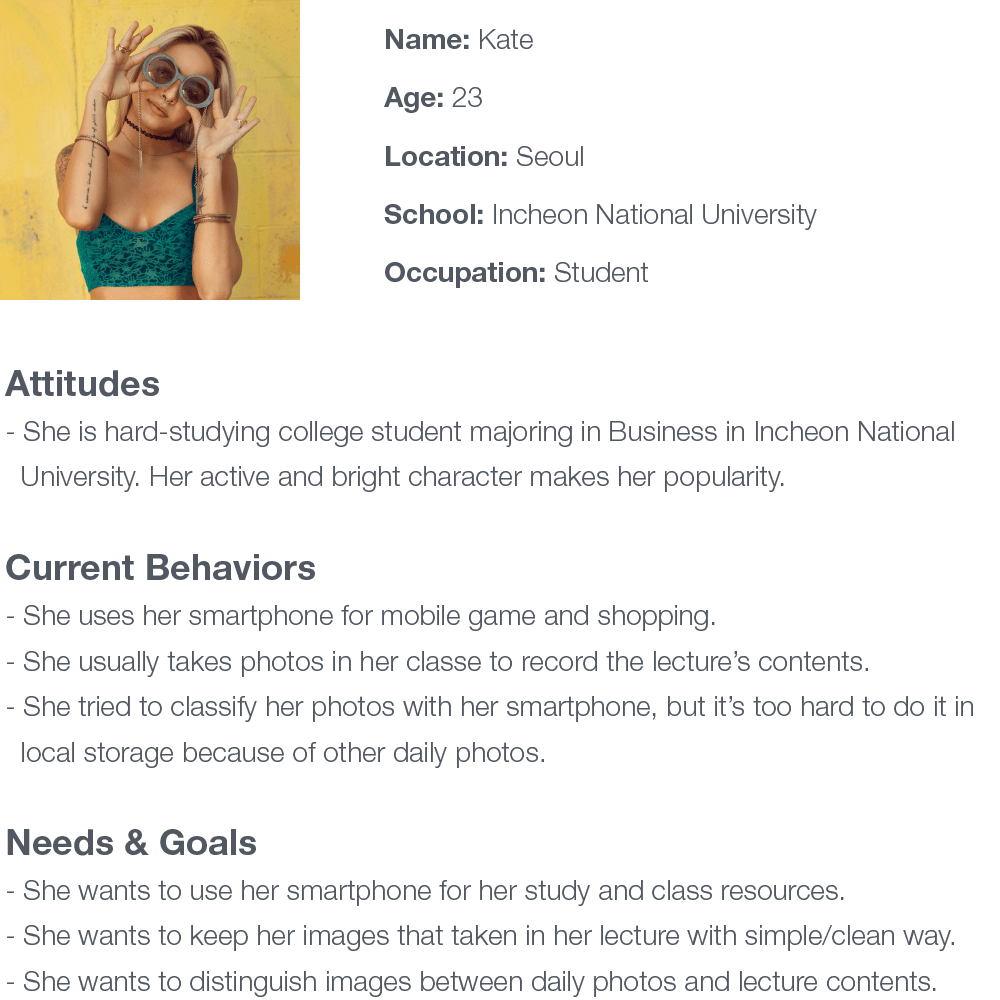 Name: Kate
Age: 23
Location: Seoul
School: Incheon National University
Occupation: Student
Attitudes
- She is hard-studying college student majoring in Business in Incheon National
University. Her active and bright character makes her popularity.
Current Behaviors
- She uses her smartphone for mobile game and shopping.
- She usually takes photos in her classe to record the lecture’s contents.
- She tried to classify her photos with her smartphone, but it’s too hard to do it in
local storage because of other daily photos.
Needs & Goals
- She wants to use her smartphone for her study and class resources.
- She wants to keep her images that taken in her lecture with simple/clean way.
- She wants to distinguish images between daily photos and lecture contents.